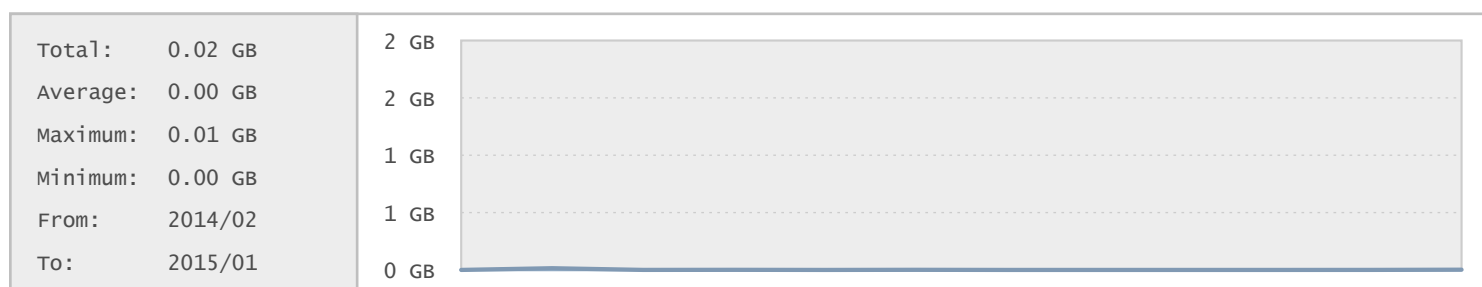 Total: 0.02 GB
Average: 0.00 GB
Maximum: 0.01 GB
Minimum: 0.00 GB
From: 2014/02
To: 2015/01
2 GB
2 GB
1 GB
1 GB
0 GB